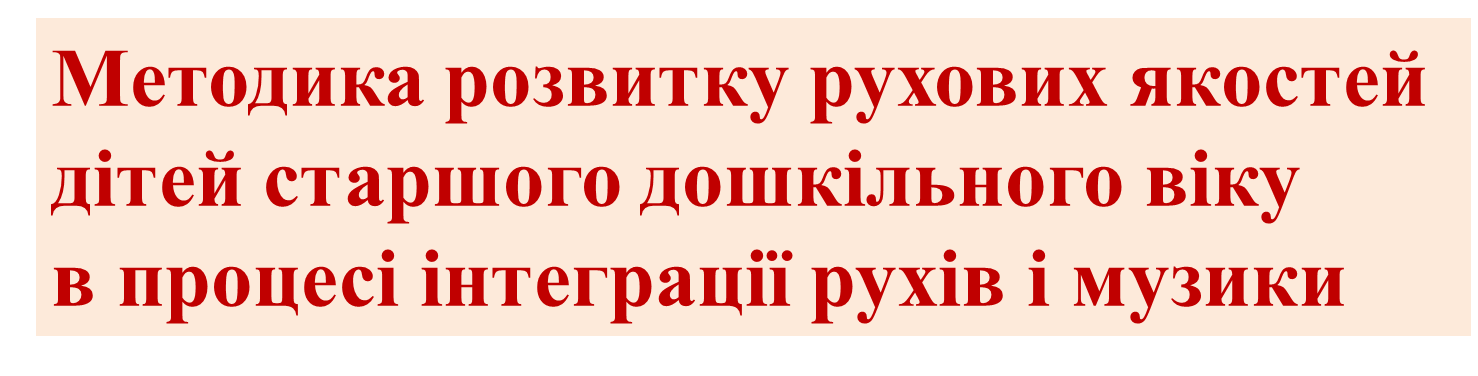 Методика розвитку рухових якостей
дітей старшого дошкільного віку
в процесі інтеграції рухів і музики